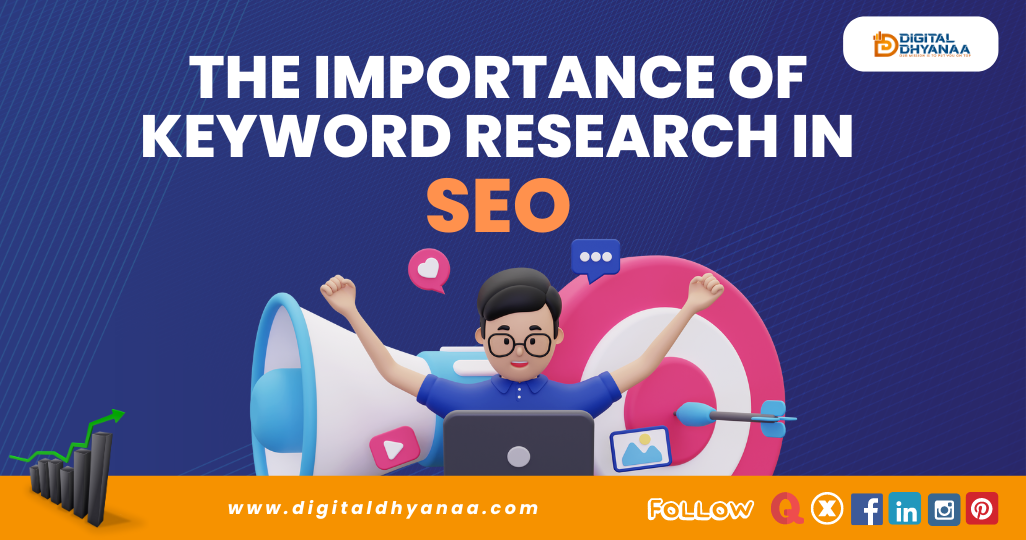 DIGITAL
DHYANAA
THE IMPORTANCE OF
KEYWORD RESEARCH IN
SEO
www.digitaldhyanaa.com
FOLLOW